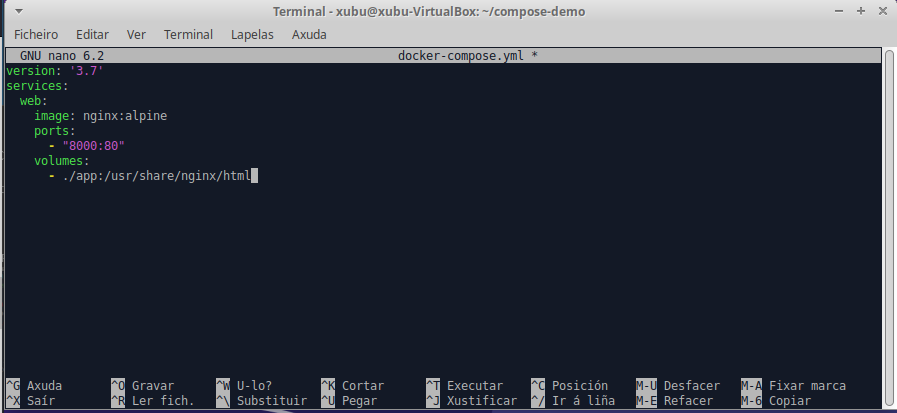 Terminal - xubu@xubu-VirtualBox: ~/compose-demo
Ficheiro Editar Ver Terminal Lapelas Axuda
GNU nano 6.2 docker-compose.yml *
version: '3.7'
services:
  web:
    image: nginx:alpine
    ports:
      - "8000:80"
    volumes:
      - ./app:/usr/share/nginx/html
^G Axuda ^O Gravar ^W U-lo? ^K Cortar ^T Executar ^C Posición M-U Desfacer M-A Fixar marca
^X Saír ^R Ler fich. ^\ Substituir ^U Pegar ^J Xustificar ^/ Ir á liña M-E Refacer M-6 Copiar